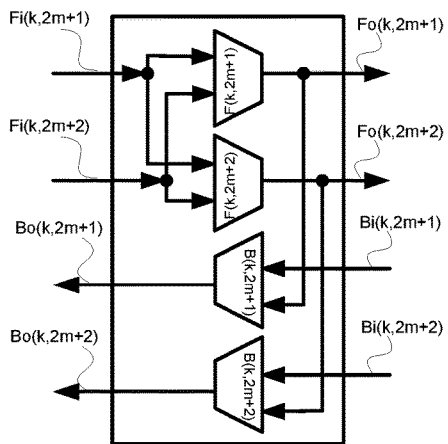 Fi(k,2m+1)
Fo(k,2m+1)
F(k,2m+1)
Fi(k,2m+2)
Fo(k,2m+2)
F(k,2m+2)
Bo(k,2m+1)
Bi(k,2m+1)
B(k,2m+1)
Bo(k,2m+2)
Bi(k,2m+2)
B(k,2m+2)